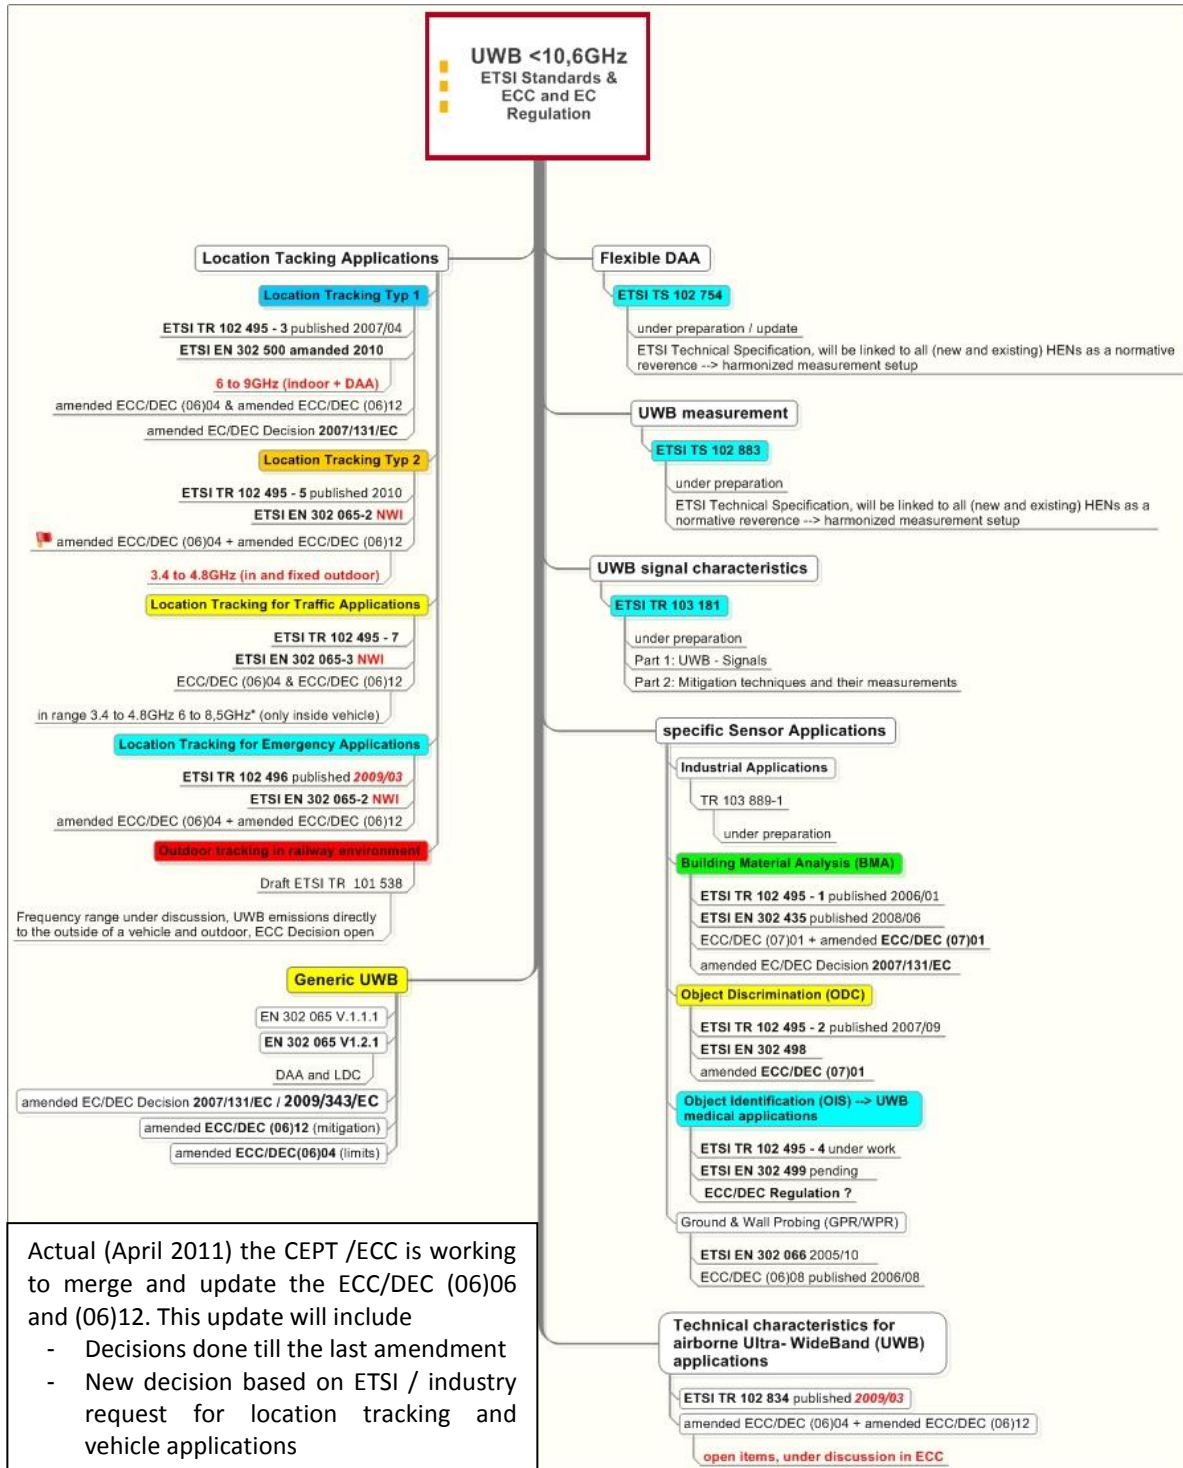 UWB <10,6GHz
ETSI Standards &
ECC and EC
Regulation
Location Tacking Applications
Location Tracking Typ 1
ETSI TR 102 495 - 3 published 2007/04
ETSI EN 302 500 amanded 2010
6 to 9GHz (indoor + DAA)
amended ECC/DEC (06)04 & amended ECC/DEC (06)12
amended EC/DEC Decision 2007/131/EC
Location Tracking Typ 2
ETSI TR 102 495 - 5 published 2010
ETSI EN 302 065-2 NWI
amended ECC/DEC (06)04 + amended ECC/DEC (06)12
3.4 to 4.8GHz (in and fixed outdoor)
Location Tracking for Traffic Applications
ETSI TR 102 495 - 7
ETSI EN 302 065-3 NWI
ECC/DEC (06)04 & ECC/DEC (06)12
in range 3.4 to 4.8GHz 6 to 8,5GHz* (only inside vehicle)
Location Tracking for Emergency Applications
ETSI TR 102 496 published 2009/03
ETSI EN 302 065-2 NWI
amended ECC/DEC (06)04 + amended ECC/DEC (06)12
Outdoor tracking in railway environment
Draft ETSI TR 101 538
Frequency range under discussion, UWB emissions directly
to the outside of a vehicle and outdoor, ECC Decision open
Generic UWB
EN 302 065 V.1.1.1
EN 302 065 V1.2.1
DAA and LDC
amended EC/DEC Decision 2007/131/EC / 2009/343/EC
amended ECC/DEC (06)12 (mitigation)
amended ECC/DEC(06)04 (limits)
Flexible DAA
ETSI TS 102 754
under preparation / update
ETSI Technical Specification, will be linked to all (new and existing) HENs as a normative
reverence --> harmonized measurement setup
UWB measurement
ETSI TS 102 883
under preparation
ETSI Technical Specification, will be linked to all (new and existing) HENs as a
normative reverence --> harmonized measurement setup
UWB signal characteristics
ETSI TR 103 181
under preparation
Part 1: UWB - Signals
Part 2: Mitigation techniques and their measurements
specific Sensor Applications
Industrial Applications
TR 103 889-1
under preparation
Building Material Analysis (BMA)
ETSI TR 102 495 - 1 published 2006/01
ETSI EN 302 435 published 2008/06
ECC/DEC (07)01 + amended ECC/DEC (07)01
amended EC/DEC Decision 2007/131/EC
Object Discrimination (ODC)
ETSI TR 102 495 - 2 published 2007/09
ETSI EN 302 498
amended ECC/DEC (07)01
Object Identification (OIS) --> UWB
medical applications
ETSI TR 102 495 - 4 under work
ETSI EN 302 499 pending
ECC/DEC Regulation ?
Ground & Wall Probing (GPR/WPR)
ETSI EN 302 066 2005/10
ECC/DEC (06)08 published 2006/08
Technical characteristics for
airborne Ultra- WideBand (UWB)
applications
ETSI TR 102 834 published 2009/03
amended ECC/DEC (06)04 + amended ECC/DEC (06)12
open items, under discussion in ECC
Actual (April 2011) the CEPT /ECC is working
to merge and update the ECC/DEC (06)06
and (06)12. This update will include
- Decisions done till the last amendment
- New decision based on ETSI / industry
request for location tracking and
vehicle applications